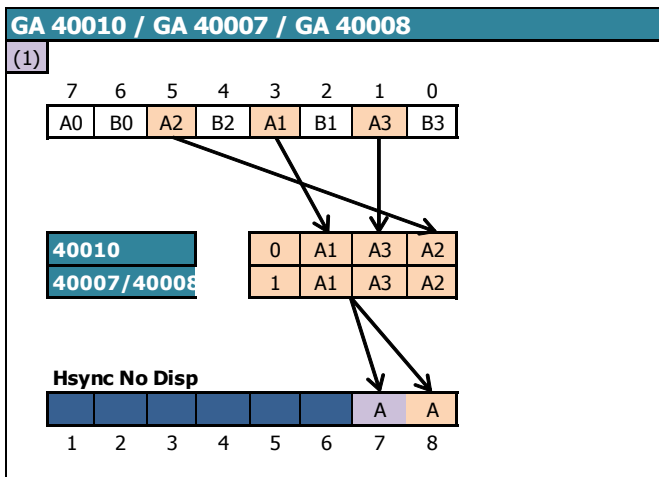 GA 40010 / GA 40007 / GA 40008
(1)
7 6 5 4 3 2 1 0
A0 B0 A2 B2 A1 B1 A3 B3
40010 0 A1 A3 A2
40007/40008 1 A1 A3 A2
Hsync No Disp
A A
1 2 3 4 5 6 7 8